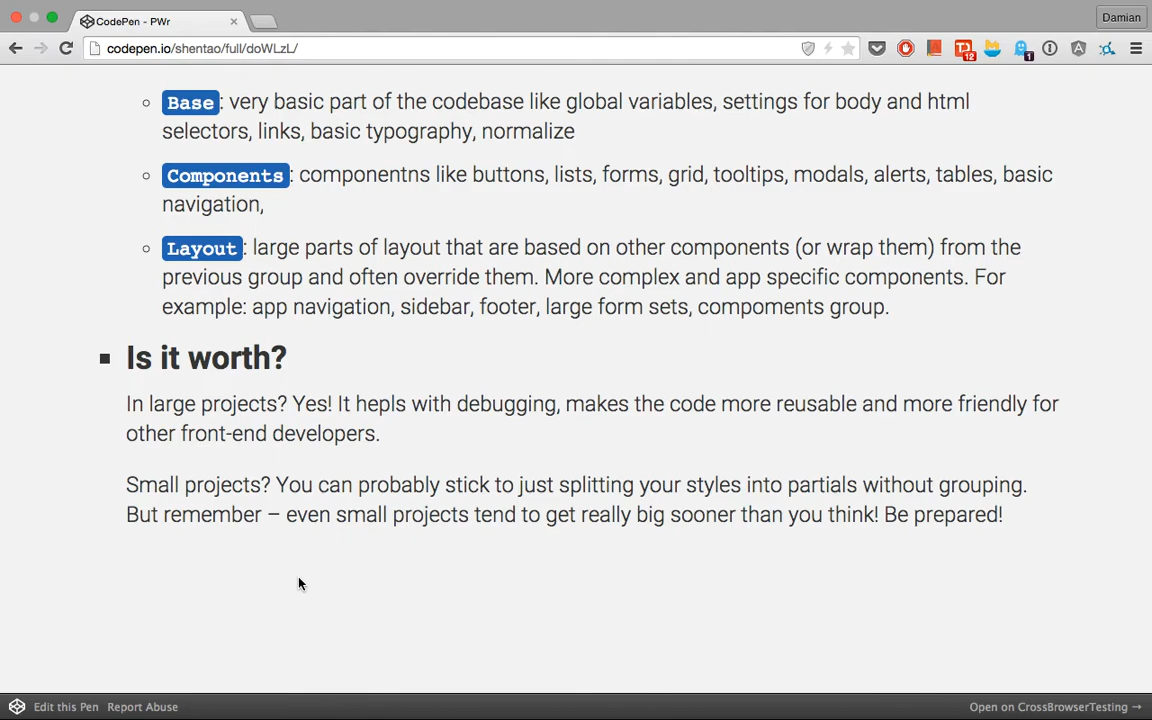 CodePen - PWr
Damian
codepen.io/shentao/full/doWLzL/
12
1
Base: very basic part of the codebase like global variables, settings for body and html
selectors, links, basic typography, normalize
Components: componentns like buttons, lists, forms, grid, tooltips, modals, alerts, tables, basic
navigation,
Layout: large parts of layout that are based on other components (or wrap them) from the
previous group and often override them. More complex and app specific components. For
example: app navigation, sidebar, footer, large form sets, compoments group.
Is it worth?
In large projects? Yes! It hepls with debugging, makes the code more reusable and more friendly for
other front-end developers.
Small projects? You can probably stick to just splitting your styles into partials without grouping.
But remember – even small projects tend to get really big sooner than you think! Be prepared!
Edit this Pen Report Abuse
Open on CrossBrowserTesting →